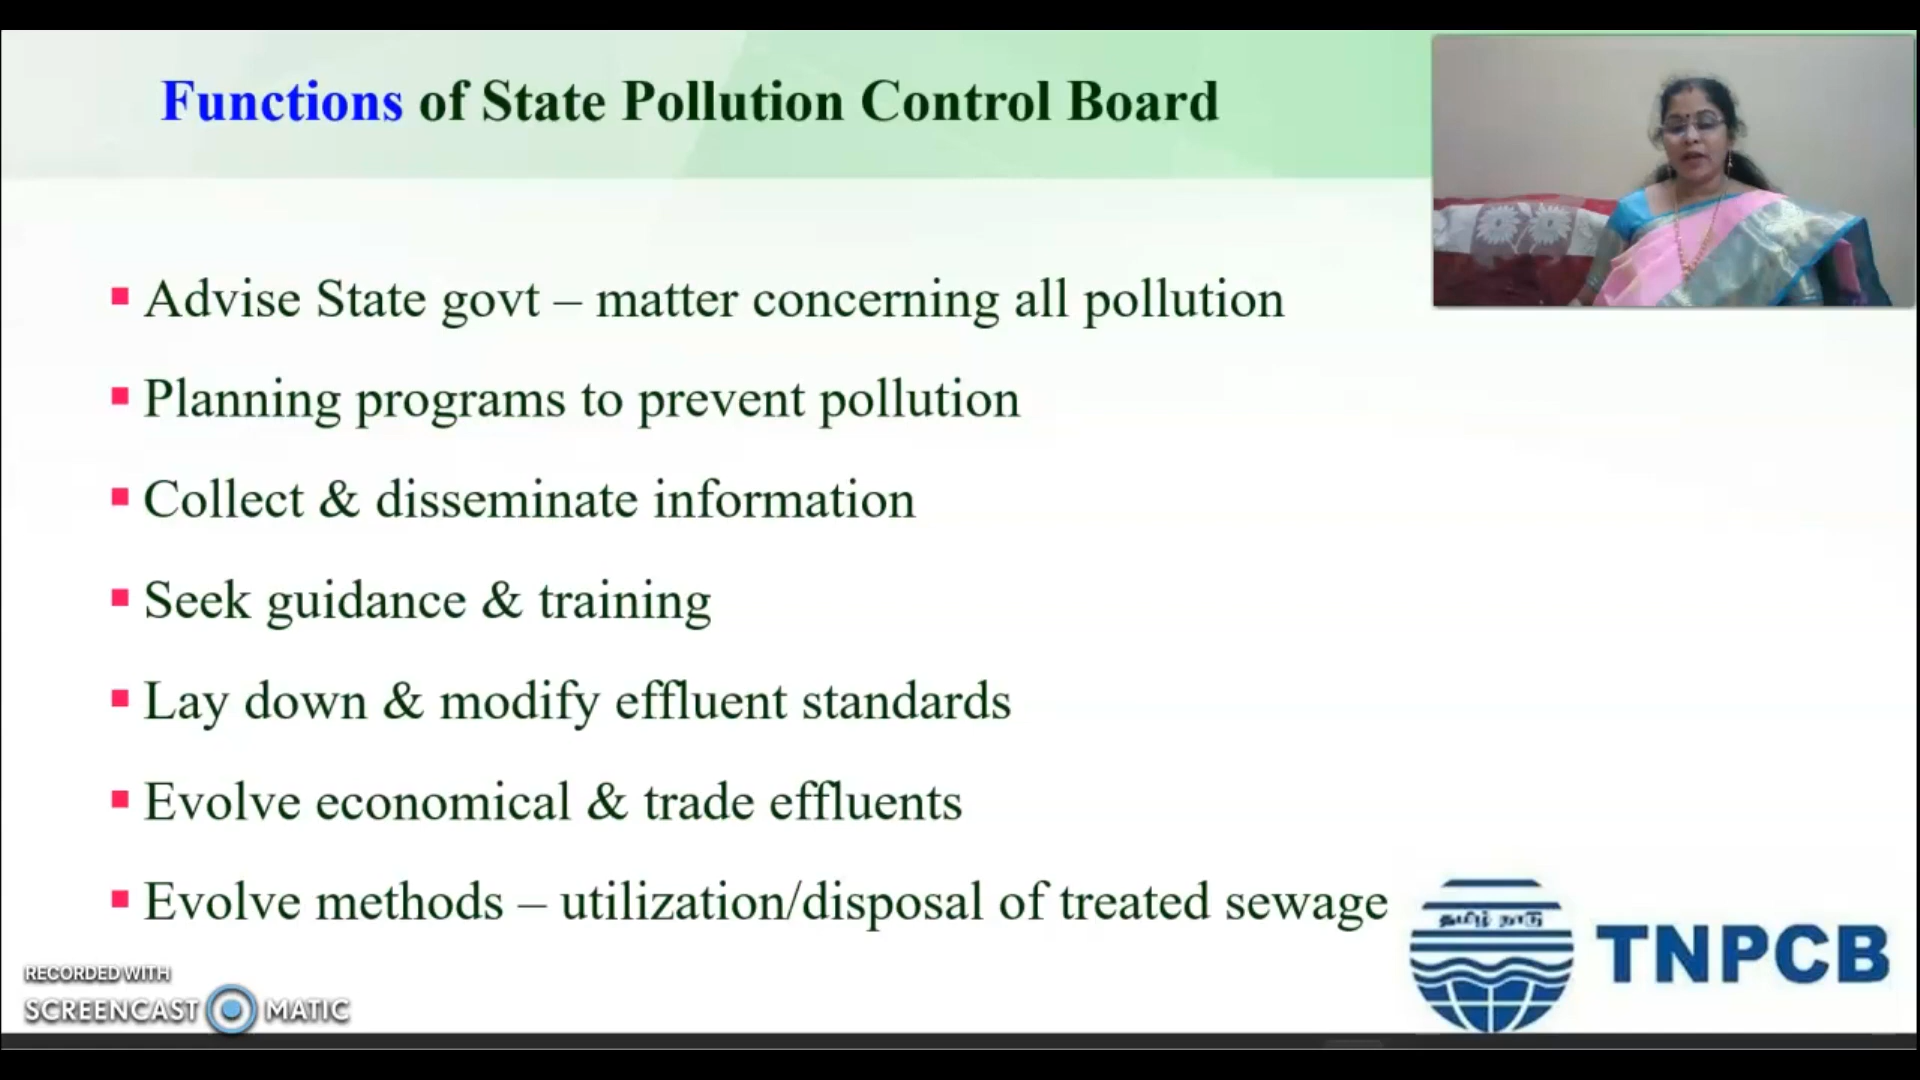 Functions of State Pollution Control Board
Advise State govt – matter concerning all pollution
Planning programs to prevent pollution
Collect & disseminate information
Seek guidance & training
Lay down & modify effluent standards
Evolve economical & trade effluents
Evolve methods – utilization/disposal of treated sewage
தமிழ் நாடு
TNPCB
RECORDED WITH
SCREENCAST MATIC